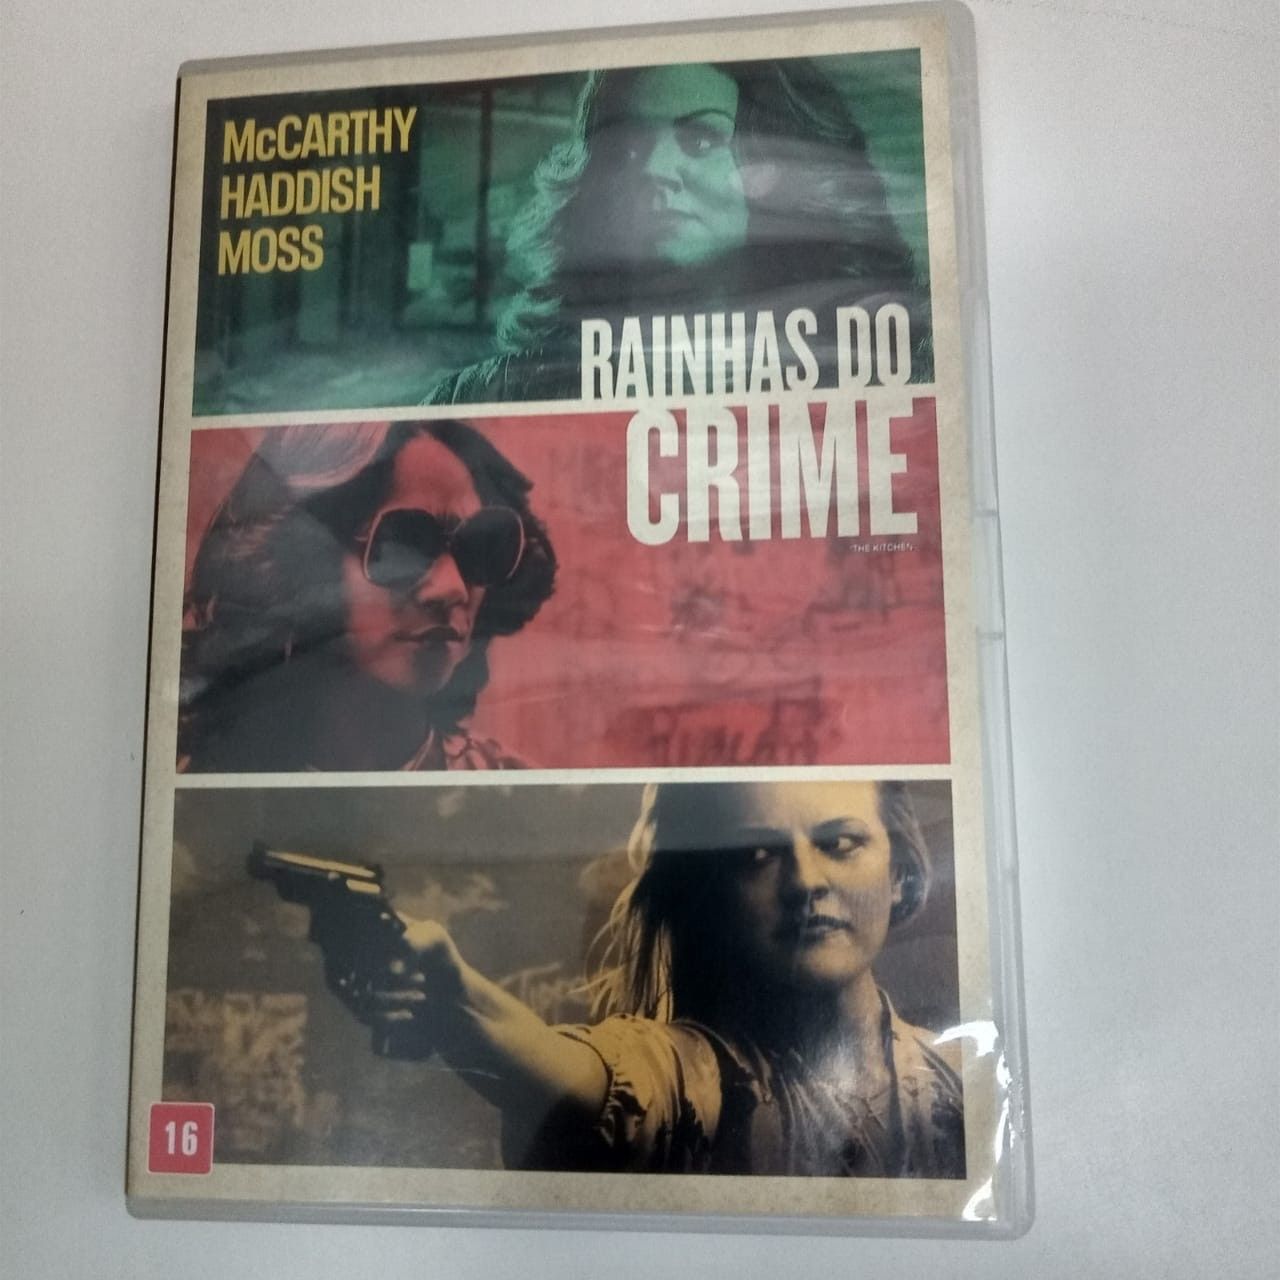 McCARTHY
HADDISH
MOSS
RAINHAS DO
CRIME
"THE KITCHEN"
16